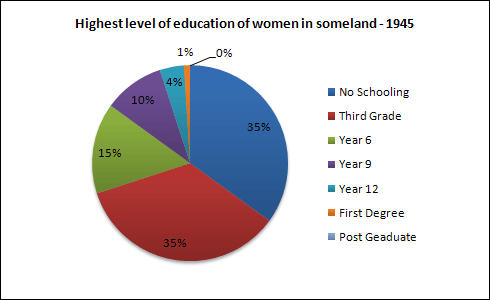 Highest level of education of women in someland - 1945
1%
0%
4%
10%
35%
15%
35%
No Schooling
Third Grade
Year 6
Year 9
Year 12
First Degree
Post Geaduate